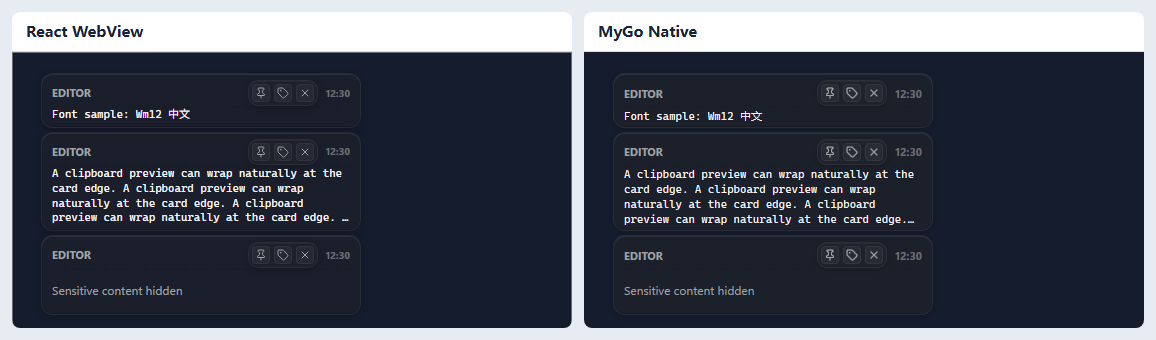 React WebView
EDITOR
12:30
Font sample: Wm12 中文
EDITOR
12:30
A clipboard preview can wrap naturally at the
card edge. A clipboard preview can wrap
naturally at the card edge. A clipboard
preview can wrap naturally at the card edge. …
EDITOR
12:30
Sensitive content hidden
MyGo Native
EDITOR
12:30
Font sample: Wm12 中文
EDITOR
12:30
A clipboard preview can wrap naturally at the
card edge. A clipboard preview can wrap
naturally at the card edge. A clipboard
preview can wrap naturally at the card edge.…
EDITOR
12:30
Sensitive content hidden